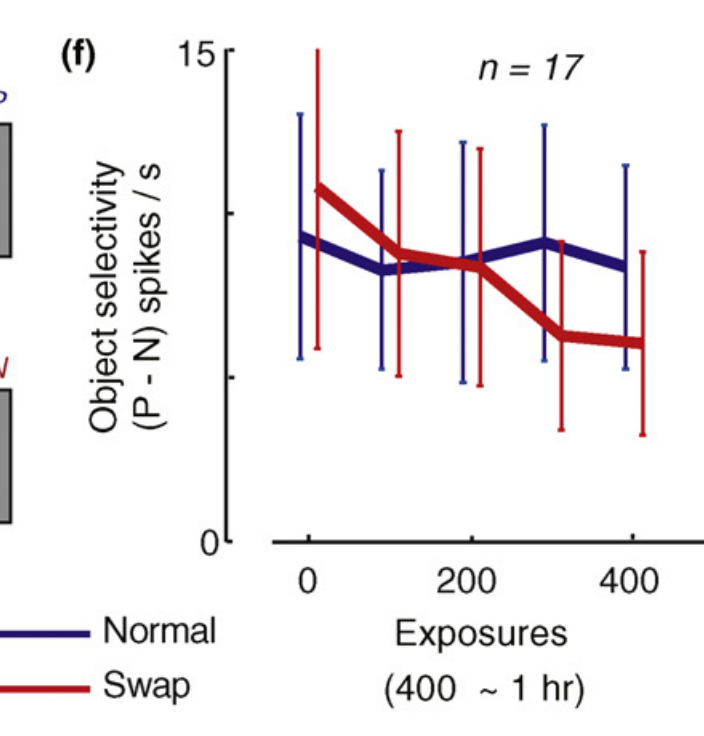 (f)
15
n = 17
P
Object selectivity
(P - N) spikes / s
N
0
0 200 400
Exposures
(400 ~ 1 hr)
Normal
Swap